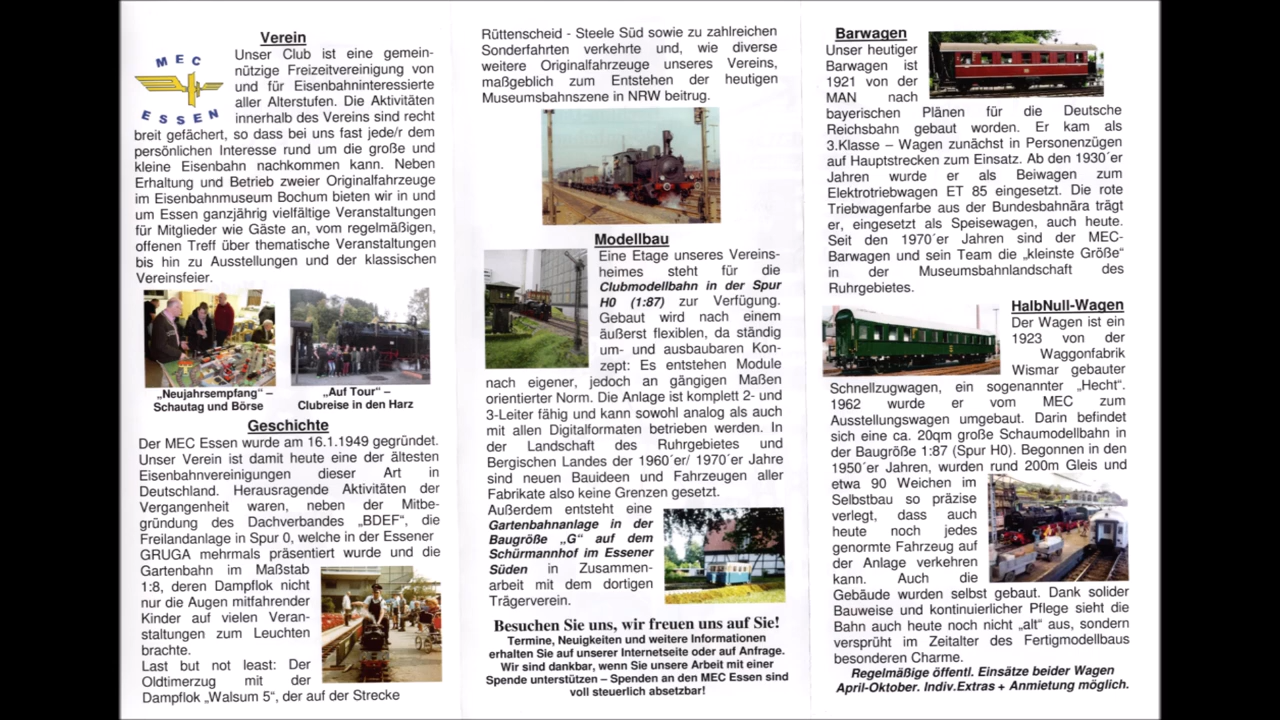 Verein
MEC
ESSEN
Unser Club ist eine gemein-
nützige Freizeitvereinigung von
und für Eisenbahninteressierte
aller Alterstufen. Die Aktivitäten
innerhalb des Vereins sind recht
breit gefächert, so dass bei uns fast jede/r dem
persönlichen Interesse rund um die große und
kleine Eisenbahn nachkommen kann. Neben
Erhaltung und Betrieb zweier Originalfahrzeuge
im Eisenbahnmuseum Bochum bieten wir in und
um Essen ganzjährig vielfältige Veranstaltungen
für Mitglieder wie Gäste an, vom regelmäßigen,
offenen Treff über thematische Veranstaltungen
bis hin zu Ausstellungen und der klassischen
Vereinsfeier.
„Neujahrsempfang“ –
Schautag und Börse
„Auf Tour“ –
Clubreise in den Harz
Geschichte
Der MEC Essen wurde am 16.1.1949 gegründet.
Unser Verein ist damit heute eine der ältesten
Eisenbahnvereinigungen dieser Art in
Deutschland. Herausragende Aktivitäten der
Vergangenheit waren, neben der Mitbe-
gründung des Dachverbandes „BDEF“, die
Freilandanlage in Spur 0, welche in der Essener
GRUGA mehrmals präsentiert wurde und die
Gartenbahn im Maßstab
1:8, deren Dampflok nicht
nur die Augen mitfahrender
Kinder auf vielen Veran-
staltungen zum Leuchten
brachte.
Last but not least: Der
Oldtimerzug mit der
Dampflok „Walsum 5“, der auf der Strecke
Rüttenscheid - Steele Süd sowie zu zahlreichen
Sonderfahrten verkehrte und, wie diverse
weitere Originalfahrzeuge unseres Vereins,
maßgeblich zum Entstehen der heutigen
Museumsbahnszene in NRW beitrug.
Modellbau
Eine Etage unseres Vereins-
heimes steht für die
Clubmodellbahn in der Spur
H0 (1:87) zur Verfügung.
Gebaut wird nach einem
äußerst flexiblen, da ständig
um- und ausbaubaren Kon-
zept: Es entstehen Module
nach eigener, jedoch an gängigen Maßen
orientierter Norm. Die Anlage ist komplett 2- und
3-Leiter fähig und kann sowohl analog als auch
mit allen Digitalformaten betrieben werden. In
der Landschaft des Ruhrgebietes und
Bergischen Landes der 1960´er/ 1970´er Jahre
sind neuen Bauideen und Fahrzeugen aller
Fabrikate also keine Grenzen gesetzt.
Außerdem entsteht eine
Gartenbahnanlage in der
Baugröße „G“ auf dem
Schürmannhof im Essener
Süden in Zusammen-
arbeit mit dem dortigen
Trägerverein.
Besuchen Sie uns, wir freuen uns auf Sie!
Termine, Neuigkeiten und weitere Informationen
erhalten Sie auf unserer Internetseite oder auf Anfrage.
Wir sind dankbar, wenn Sie unsere Arbeit mit einer
Spende unterstützen – Spenden an den MEC Essen sind
voll steuerlich absetzbar!
Barwagen
Unser heutiger
Barwagen ist
1921 von der
MAN nach
bayerischen Plänen für die Deutsche
Reichsbahn gebaut worden. Er kam als
3.Klasse – Wagen zunächst in Personenzügen
auf Hauptstrecken zum Einsatz. Ab den 1930´er
Jahren wurde er als Beiwagen zum
Elektrotriebwagen ET 85 eingesetzt. Die rote
Triebwagenfarbe aus der Bundesbahnära trägt
er, eingesetzt als Speisewagen, auch heute.
Seit den 1970´er Jahren sind der MEC-
Barwagen und sein Team die „kleinste Größe“
in der Museumsbahnlandschaft des
Ruhrgebietes.
HalbNull-Wagen
Der Wagen ist ein
1923 von der
Waggonfabrik
Wismar gebauter
Schnellzugwagen, ein sogenannter „Hecht“.
1962 wurde er vom MEC zum
Ausstellungswagen umgebaut. Darin befindet
sich eine ca. 20qm große Schaumodellbahn in
der Baugröße 1:87 (Spur H0). Begonnen in den
1950´er Jahren, wurden rund 200m Gleis und
etwa 90 Weichen im
Selbstbau so präzise
verlegt, dass auch
heute noch jedes
genormte Fahrzeug auf
der Anlage verkehren
kann. Auch die
Gebäude wurden selbst gebaut. Dank solider
Bauweise und kontinuierlicher Pflege sieht die
Bahn auch heute noch nicht „alt“ aus, sondern
versprüht im Zeitalter des Fertigmodellbaus
besonderen Charme.
Regelmäßige öffentl. Einsätze beider Wagen
April-Oktober. Indiv.Extras + Anmietung möglich.